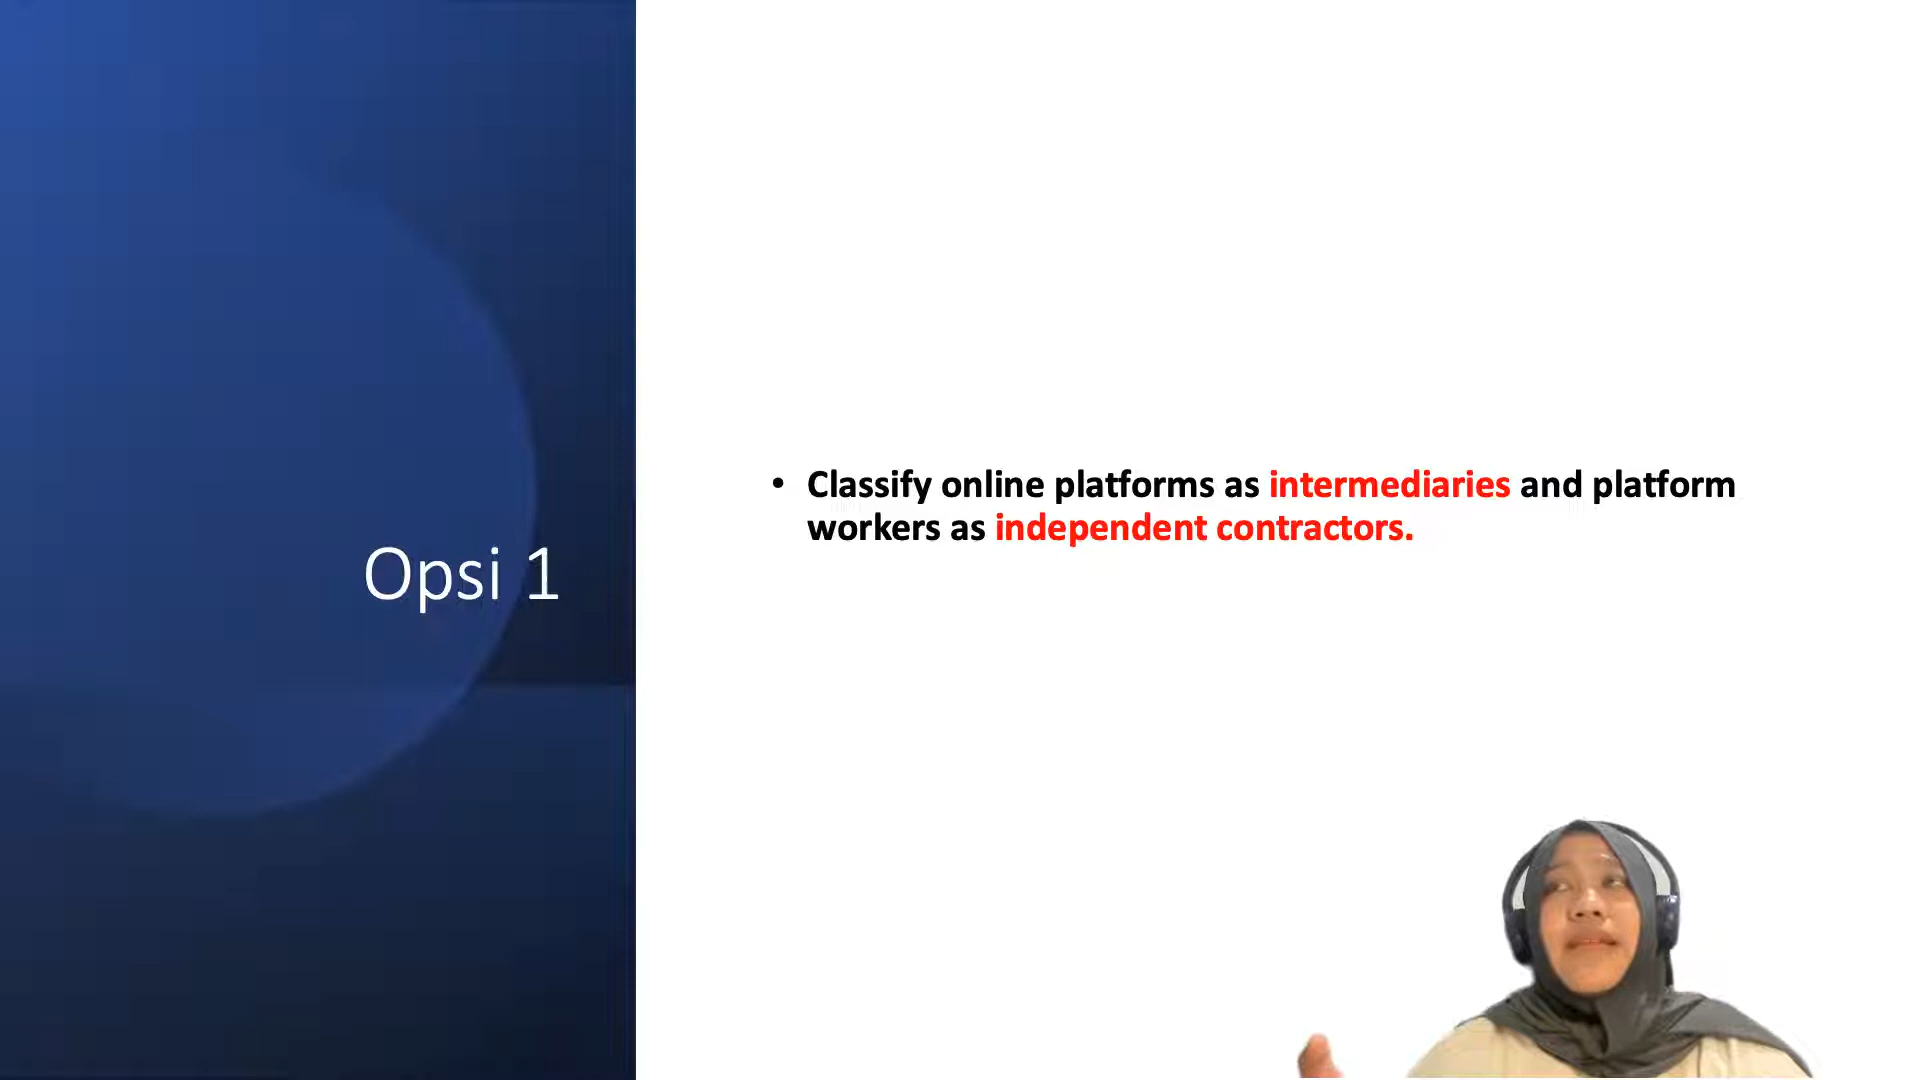 Opsi 1
• Classify online platforms as intermediaries and platform
workers as independent contractors.